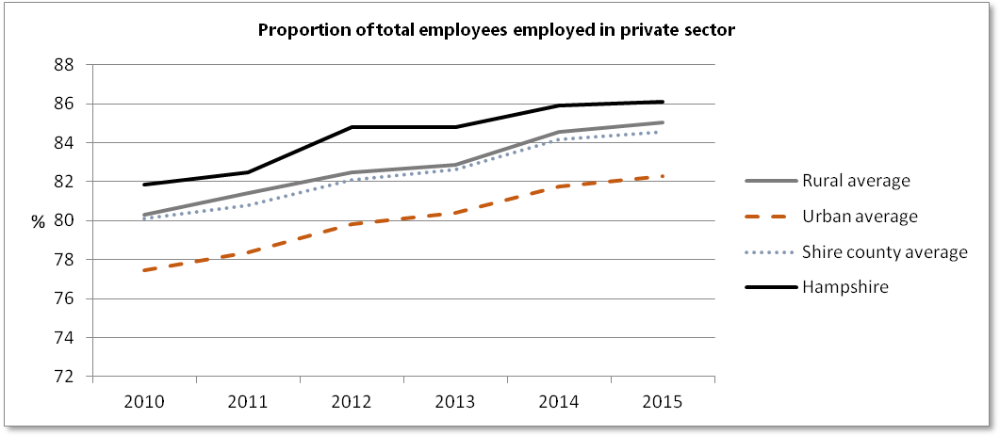 Proportion of total employees employed in private sector
88
86
84
82
80
78
76
74
72
%
2010 2011 2012 2013 2014 2015
Rural average
Urban average
Shire county average
Hampshire